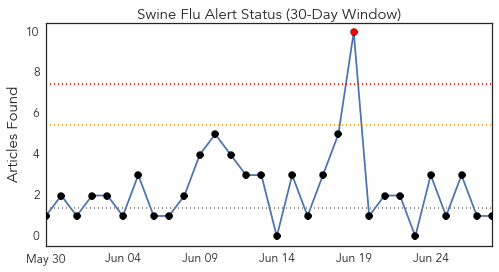 Swine Flu Alert Status (30-Day Window)
Articles Found
10
8
6
4
2
0
May 30
Jun 04
Jun 09
Jun 14
Jun 19
Jun 24